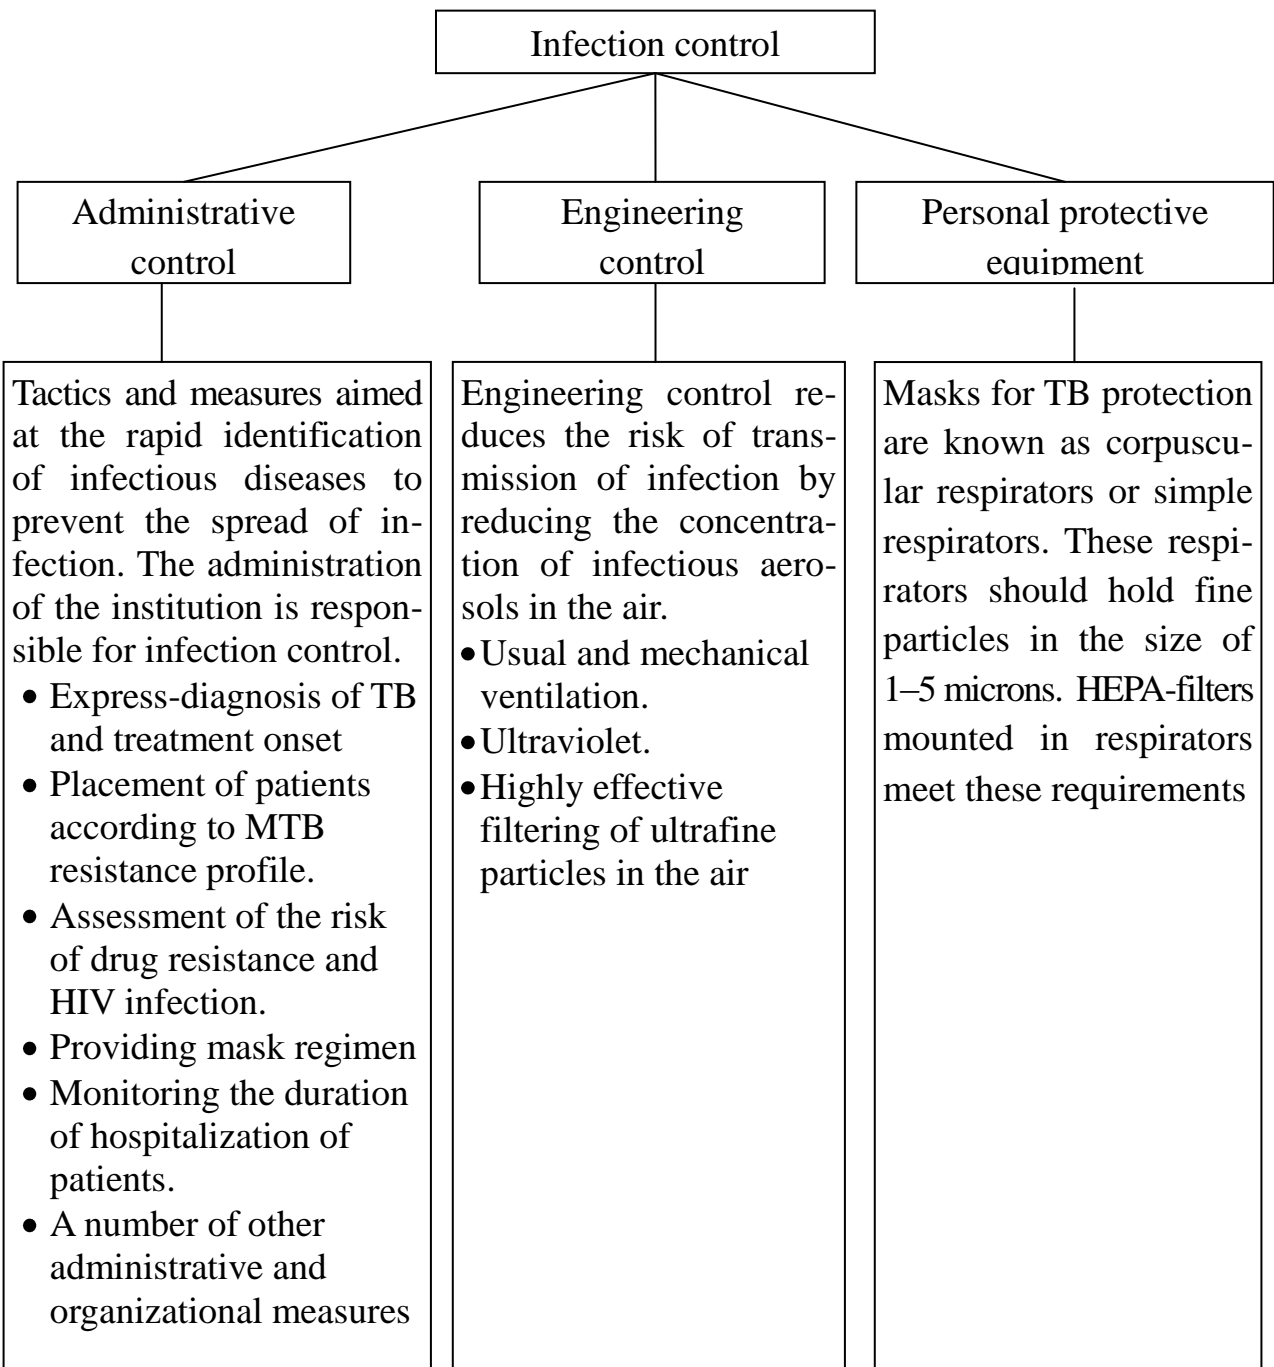 Infection control
Administrative
control
Engineering
control
Personal protective
equipment
Tactics and measures aimed
at the rapid identification
of infectious diseases to
prevent the spread of in-
fection. The administration
of the institution is respon-
sible for infection control.
• Express-diagnosis of TB
and treatment onset
• Placement of patients
according to MTB
resistance profile.
• Assessment of the risk
of drug resistance and
HIV infection.
• Providing mask regimen
• Monitoring the duration
of hospitalization of
patients.
• A number of other
administrative and
organizational measures
Engineering control re-
duces the risk of trans-
mission of infection by
reducing the concentra-
tion of infectious aero-
sols in the air.
• Usual and mechanical
ventilation.
• Ultraviolet.
• Highly effective
filtering of ultrafine
particles in the air
Masks for TB protection
are known as corpuscu-
lar respirators or simple
respirators. These respi-
rators should hold fine
particles in the size of
1–5 microns. HEPA-filters
mounted in respirators
meet these requirements